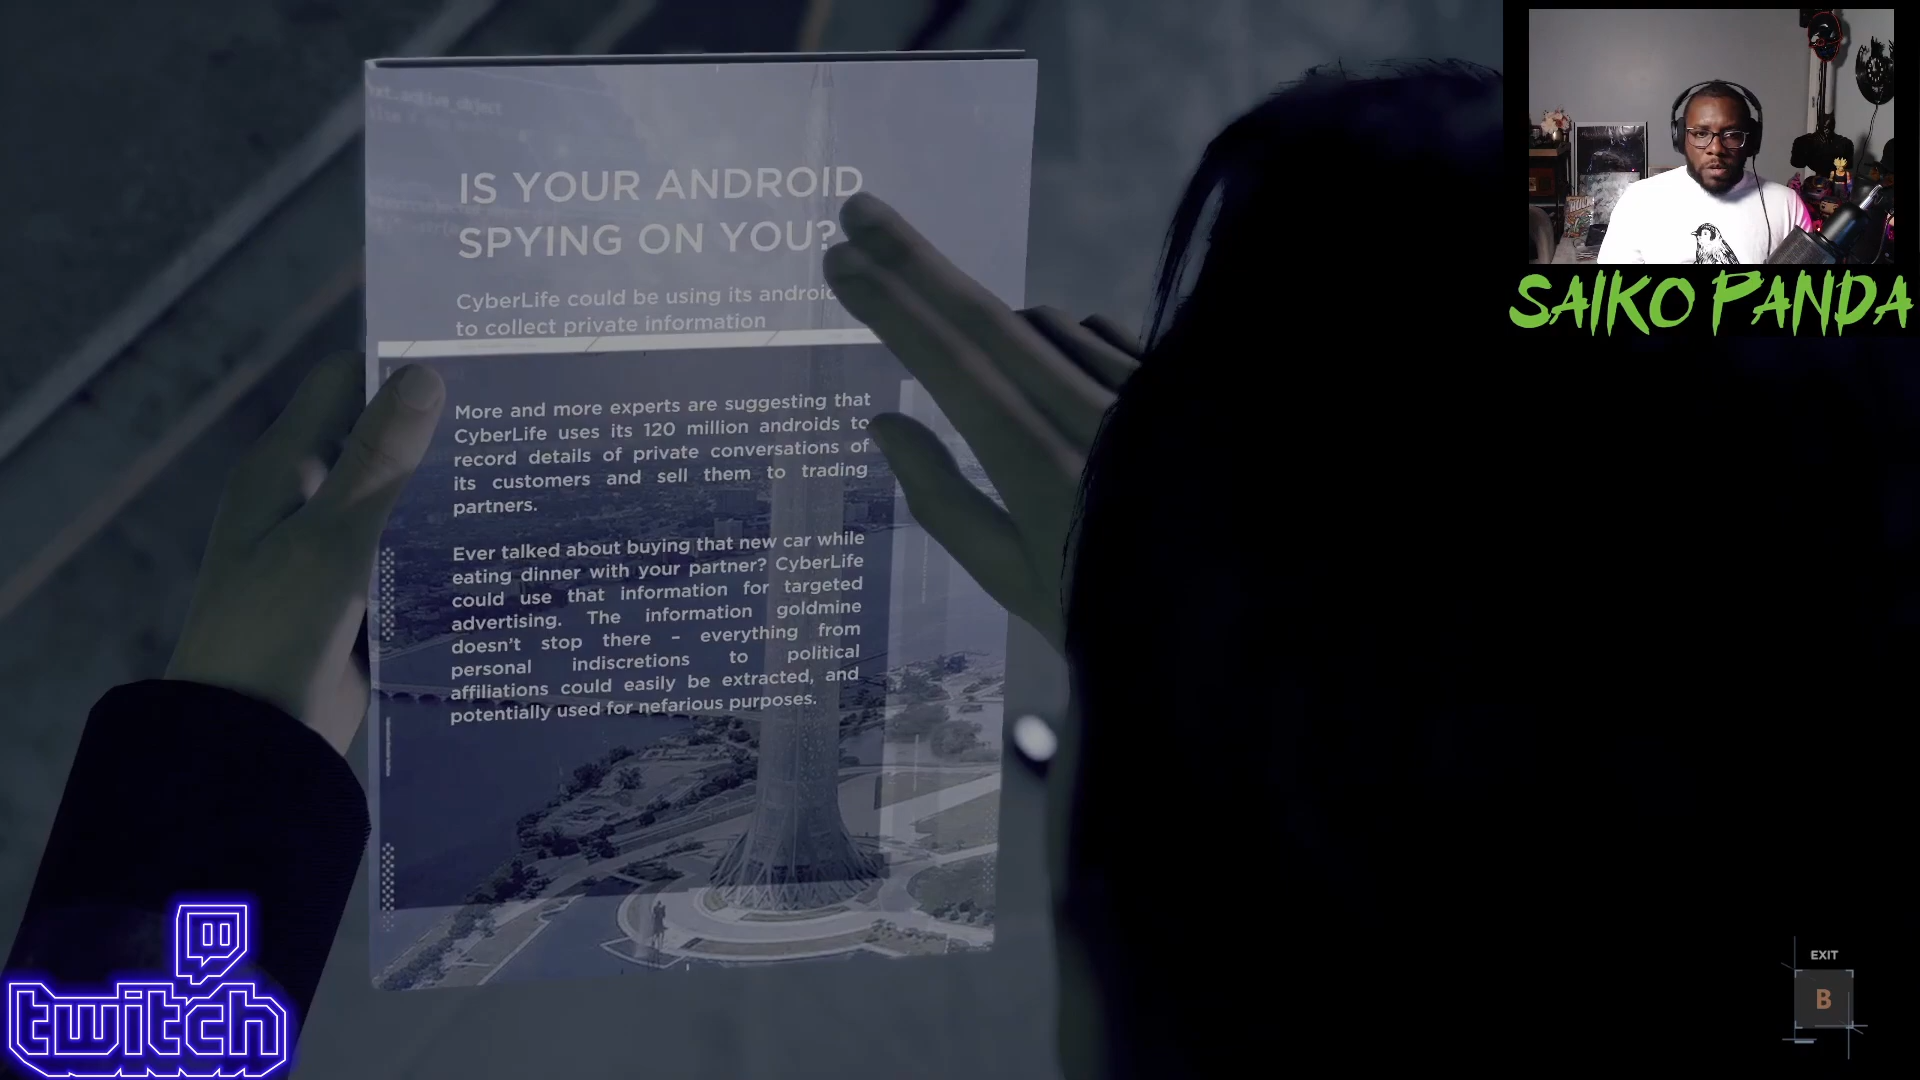 IS YOUR ANDROID
SPYING ON YOU?
CyberLife could be using its
to collect private information
More and more experts are suggesting that
CyberLife uses its 120 million androids to
record details of private conversations of
its customers and sell them to trading
partners.
Ever talked about buying that new car while
eating dinner with your partner? CyberLife
could use that information for targeted
advertising. The information goldmine
doesn't stop there – everything from
personal indiscretions to political
affiliations could easily be extracted, and
potentially used for nefarious purposes.
SAIKO PANDA
twitch
EXIT
B